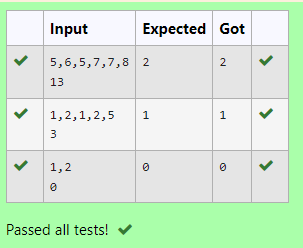 Input Expected Got
5,6,5,7,7,8 2 2
13
1,2,1,2,5 1 1
3
1,2 0 0
0
Passed all tests!